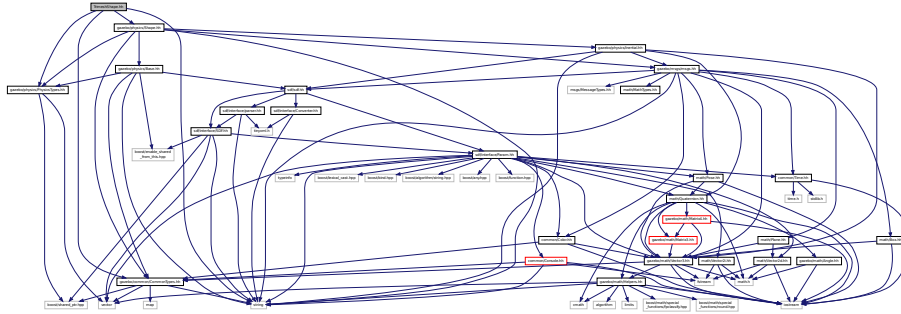 gazebo/physics/Shape.hh
gazebo/physics/Inertial.hh
gazebo/physics/Base.hh
gazebo/msgs/msgs.hh
gazebo/physics/PhysicsTypes.hh
sdf/sdf.hh
msgs/MessageTypes.hh
math/MathTypes.hh
sdf/interface/parser.hh
sdf/interface/Converter.hh
tinyxml.h
sdf/interface/SDF.hh
boost/enable_shared
_from_this.hpp
sdf/interface/Param.hh
typeinfo
boost/lexical_cast.hpp
boost/bind.hpp
boost/algorithm/string.hpp
boost/any.hpp
boost/function.hpp
math/Pose.hh
common/Time.hh
time.h
stdlib.h
math/Quaternion.hh
gazebo/math/Matrix4.hh
gazebo/math/Matrix3.hh
common/Color.hh
math/Plane.hh
math/Box.hh
common/Console.hh
gazebo/math/Vector3.hh
math/Vector2i.hh
math/Vector2d.hh
gazebo/math/Angle.hh
gazebo/common/CommonTypes.hh
gazebo/math/Helpers.hh
fstream
math.h
boost/shared_ptr.hpp
vector
map
string
cmath
algorithm
limits
boost/math/special
_functions/fpclassify.hpp
boost/math/special
_functions/round.hpp
iostream